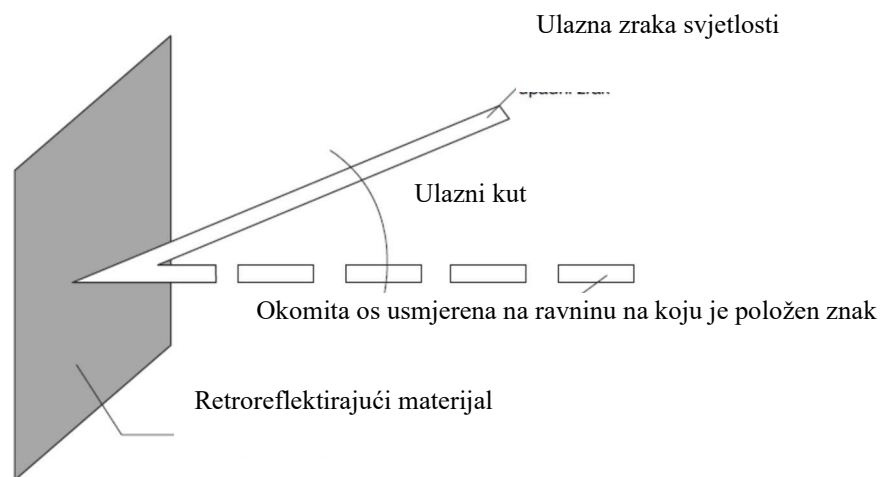 Ulazna zraka svjetlosti
Ulazni kut
Okomita os usmjerena na ravninu na koju je položen znak
Retroreflektirajući materijal